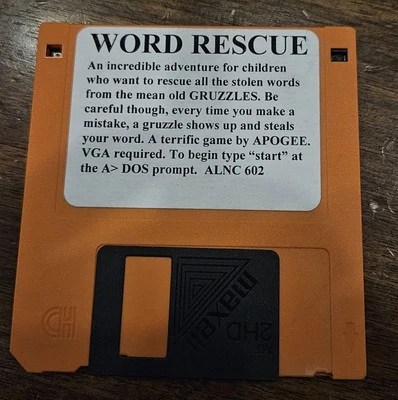 WORD RESCUE
An incredible adventure for children
who want to rescue all the stolen words
from the mean old GRUZZLES. Be
careful though, every time you make a
mistake, a gruzzle shows up and steals
your word. A terrific game by APOGEE.
VGA required. To begin type “start” at
the A> DOS prompt. ALNC 602
maxell
2HD
HD